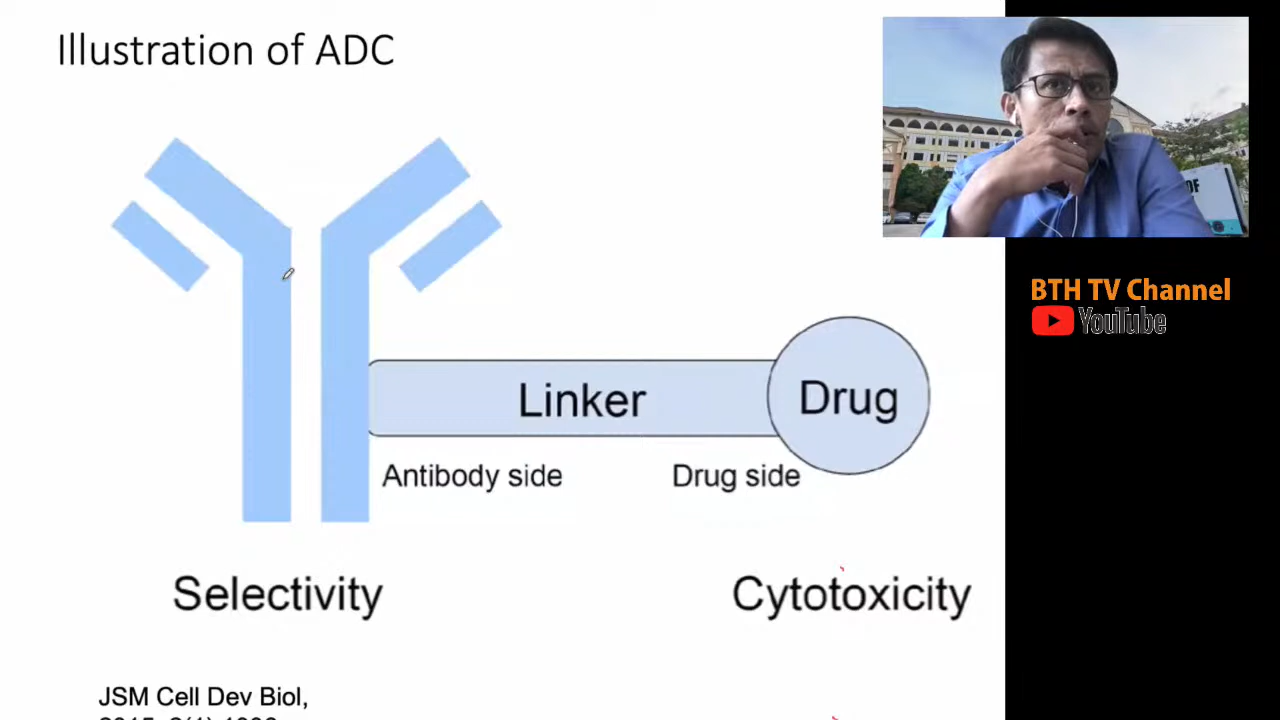 Illustration of ADC
DF
BTH TV Channel
YouTube
Linker
Drug
Antibody side
Drug side
Selectivity
Cytotoxicity
JSM Cell Dev Biol,